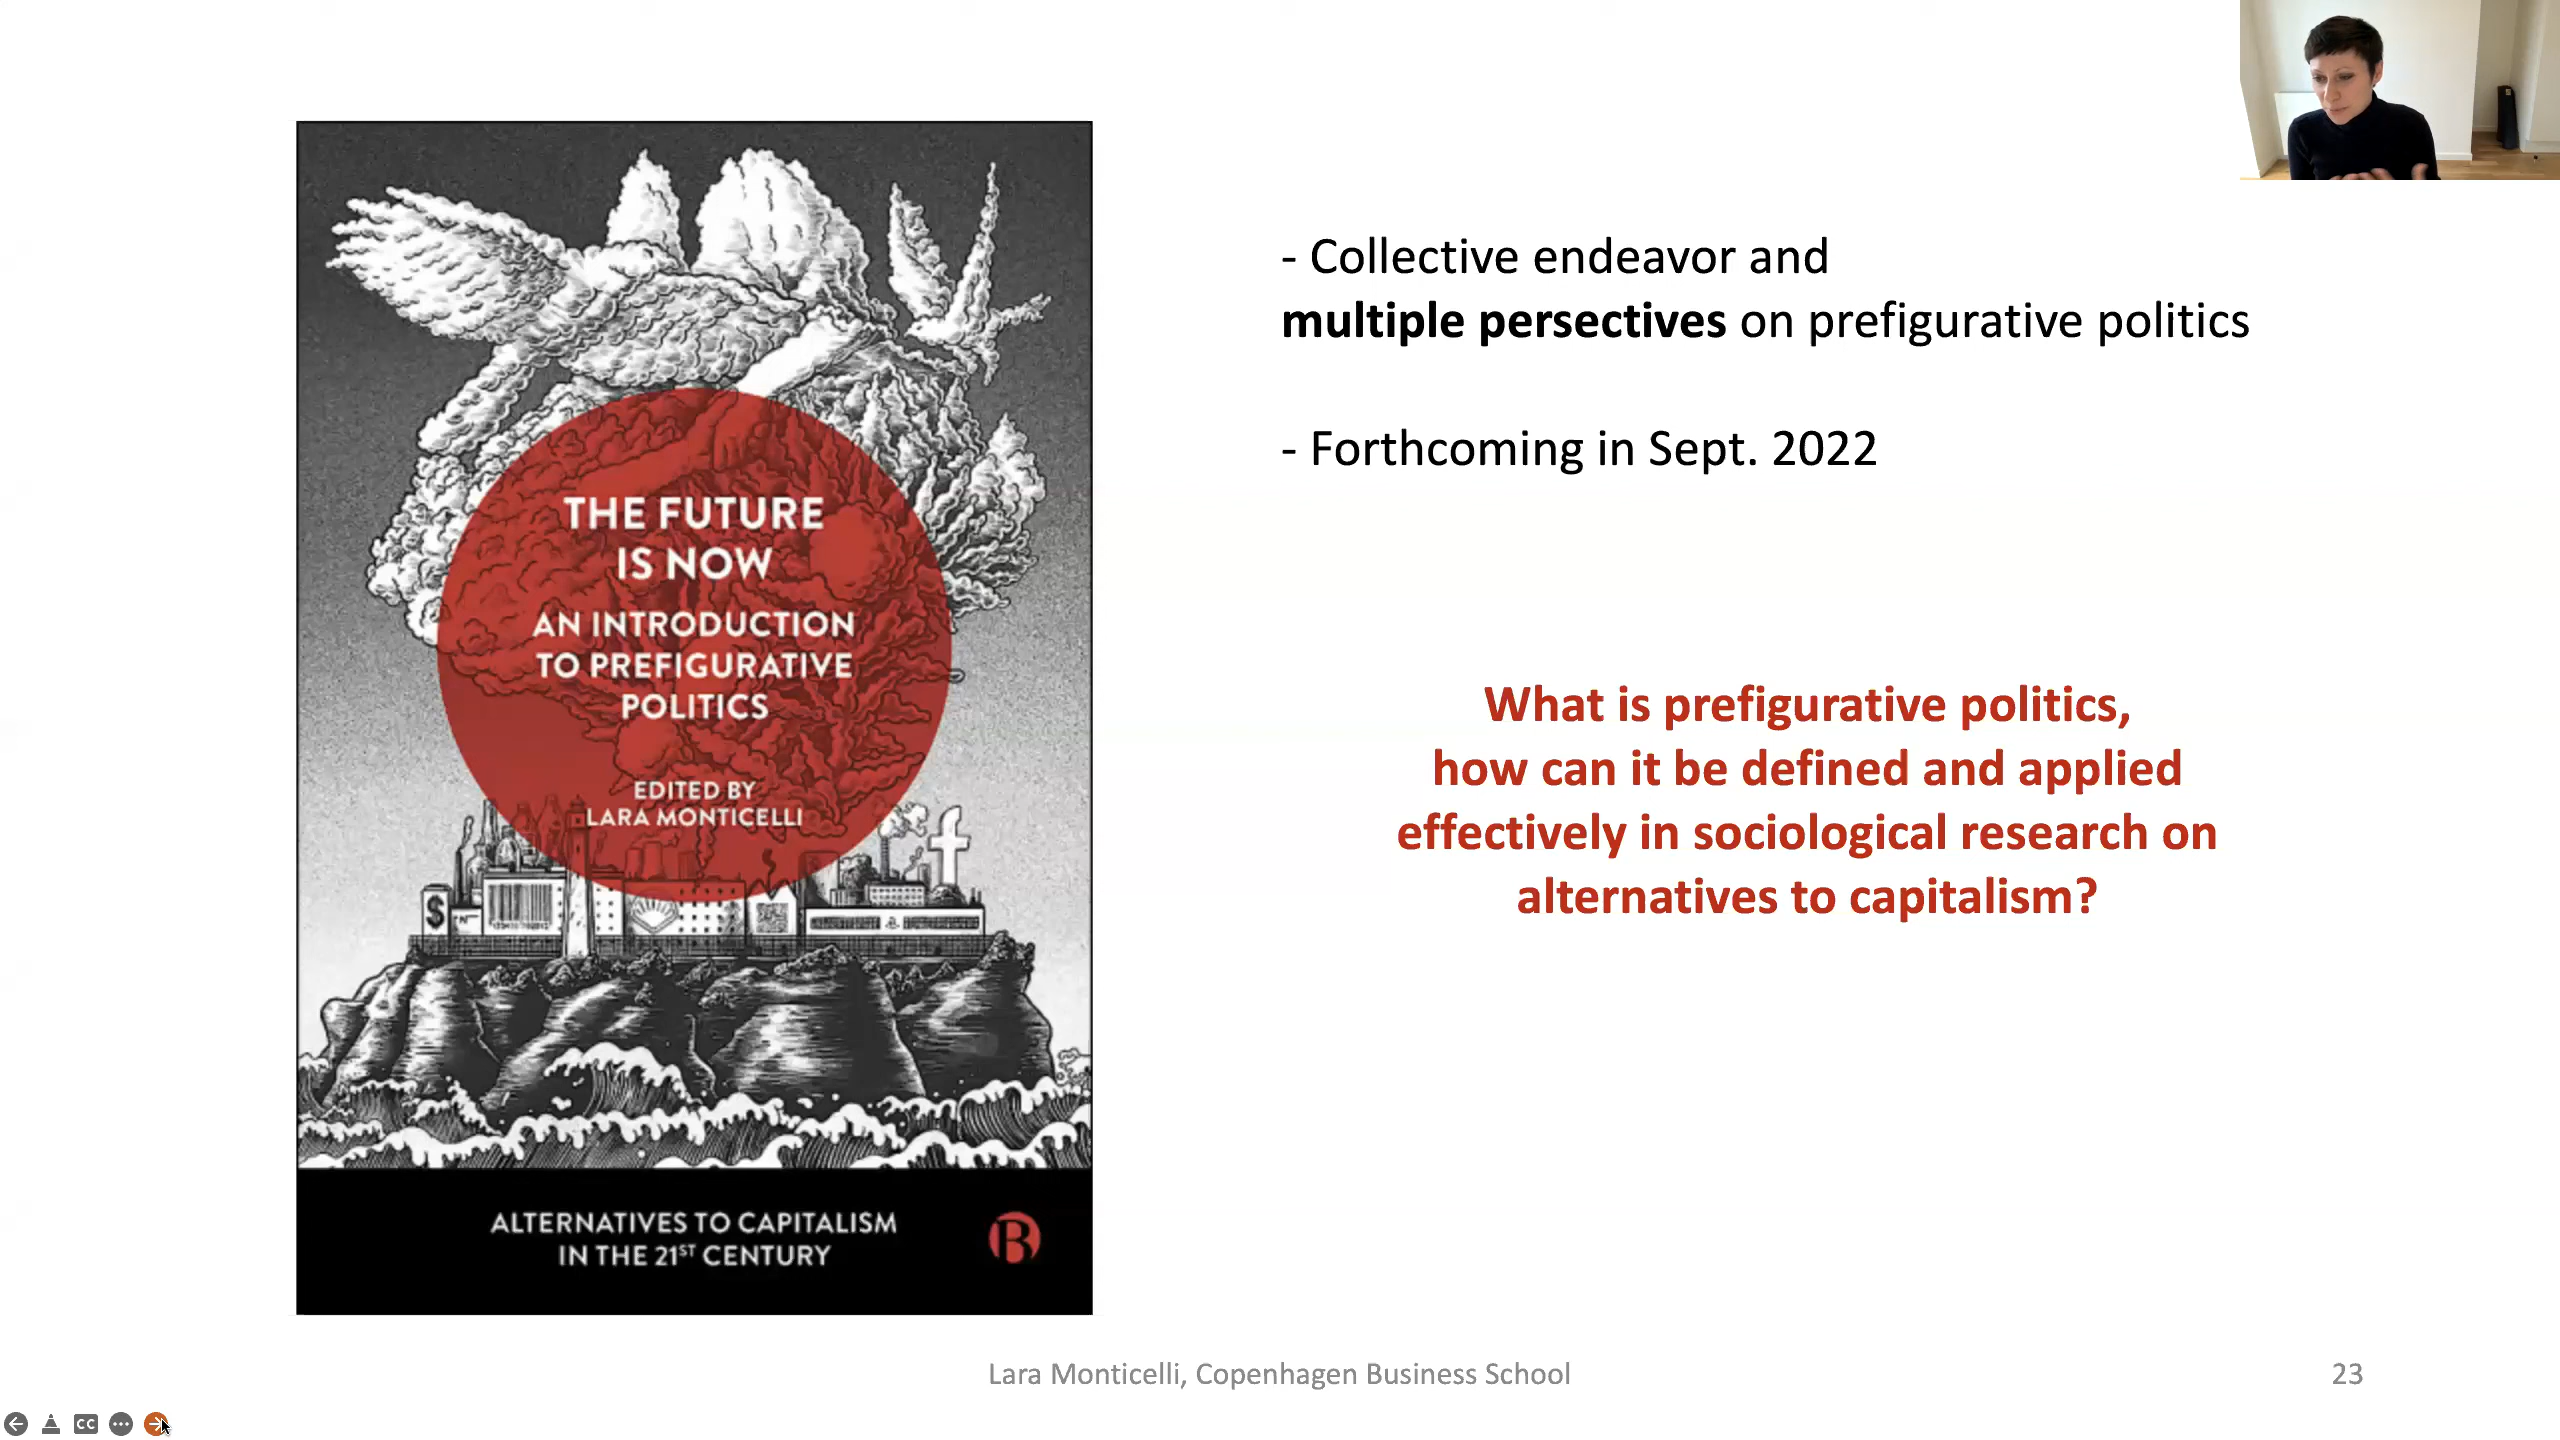 THE FUTURE
IS NOW
AN INTRODUCTION
TO PREFIGURATIVE
POLITICS
EDITED BY
LARA MONTICELLI
$
f
ALTERNATIVES TO CAPITALISM
IN THE 21ST CENTURY
B
- Collective endeavor and
multiple persectives on prefigurative politics
- Forthcoming in Sept. 2022
What is prefigurative politics,
how can it be defined and applied
effectively in sociological research on
alternatives to capitalism?
Lara Monticelli, Copenhagen Business School
23
CC